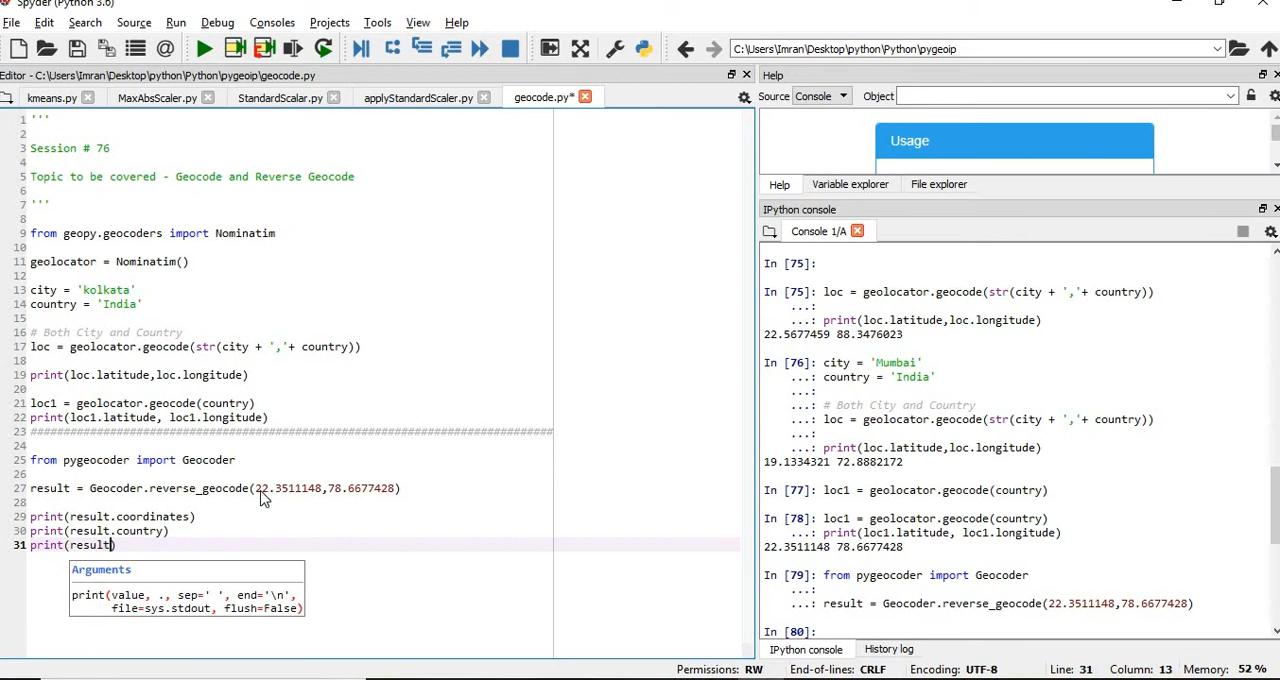 Spyder (Python 3.6)
File Edit Search Source Run Debug Consoles Projects Tools View Help
C:\Users\Imran\Desktop\python\Python\pygeoip
Editor - C:\Users\Imran\Desktop\python\Python\pygeoip\geocode.py
kmeans.py MaxAbsScaler.py StandardScalar.py applyStandardScaler.py geocode.py*
1 '''
2
3 Session # 76
4
5 Topic to be covered - Geocode and Reverse Geocode
6
7 '''
8
9 from geopy.geocoders import Nominatim
10
11 geolocator = Nominatim()
12
13 city = 'kolkata'
14 country = 'India'
15
16 # Both City and Country
17 loc = geolocator.geocode(str(city + ','+ country))
18
19 print(loc.latitude,loc.longitude)
20
21 loc1 = geolocator.geocode(country)
22 print(loc1.latitude, loc1.longitude)
23 ################################################################################
24
25 from pygeocoder import Geocoder
26
27 result = Geocoder.reverse_geocode(22.3511148,78.6677428)
28
29 print(result.coordinates)
30 print(result.country)
31 print(result)
Arguments
print(value, ., sep=' ', end='\n',
file=sys.stdout, flush=False)
Help
Source Console Object
Usage
Help Variable explorer File explorer
IPython console
Console 1/A
In [75]:
In [75]: loc = geolocator.geocode(str(city + ','+ country))
...:
...: print(loc.latitude,loc.longitude)
22.5677459 88.3476023
In [76]: city = 'Mumbai'
...: country = 'India'
...:
...: # Both City and Country
...: loc = geolocator.geocode(str(city + ','+ country))
...:
...: print(loc.latitude,loc.longitude)
19.1334321 72.8882172
In [77]: loc1 = geolocator.geocode(country)
In [78]: loc1 = geolocator.geocode(country)
...: print(loc1.latitude, loc1.longitude)
22.3511148 78.6677428
In [79]: from pygeocoder import Geocoder
...:
...: result = Geocoder.reverse_geocode(22.3511148,78.6677428)
In [80]:
IPython console History log
Permissions: RW End-of-lines: CRLF Encoding: UTF-8 Line: 31 Column: 13 Memory: 52 %